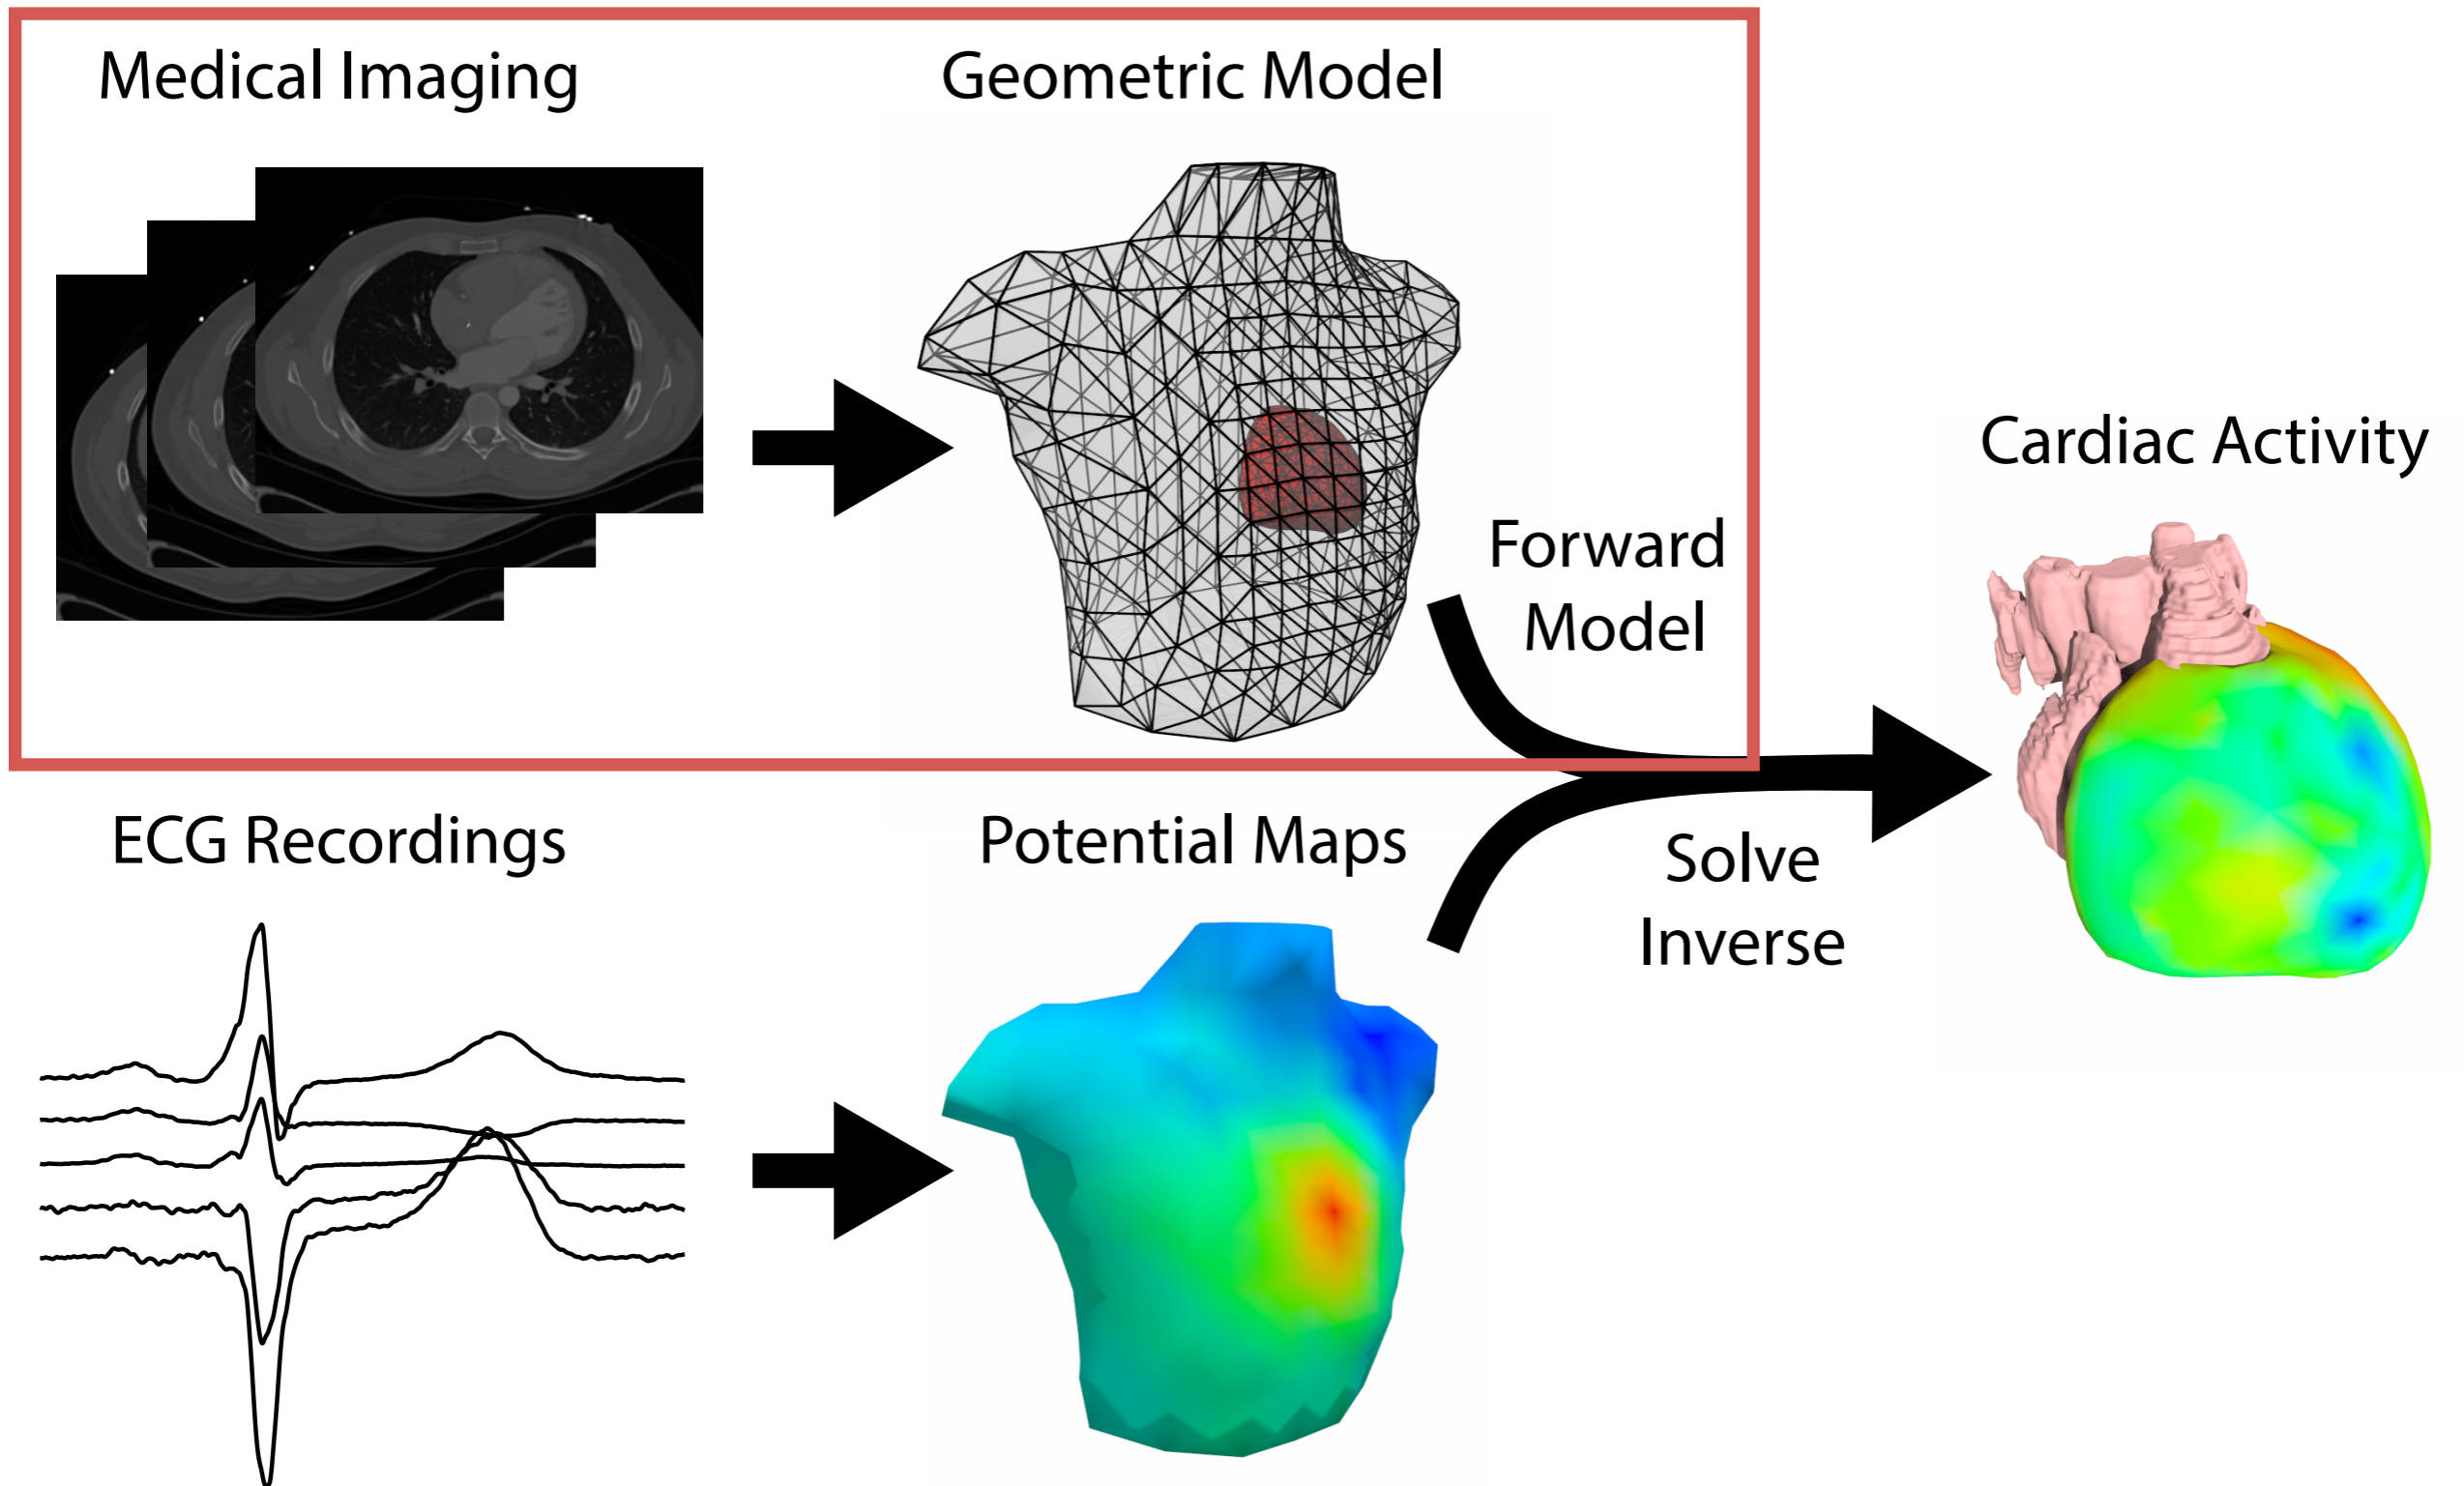 Medical Imaging
Geometric Model
Cardiac Activity
Forward
Model
ECG Recordings
Potential Maps
Solve
Inverse